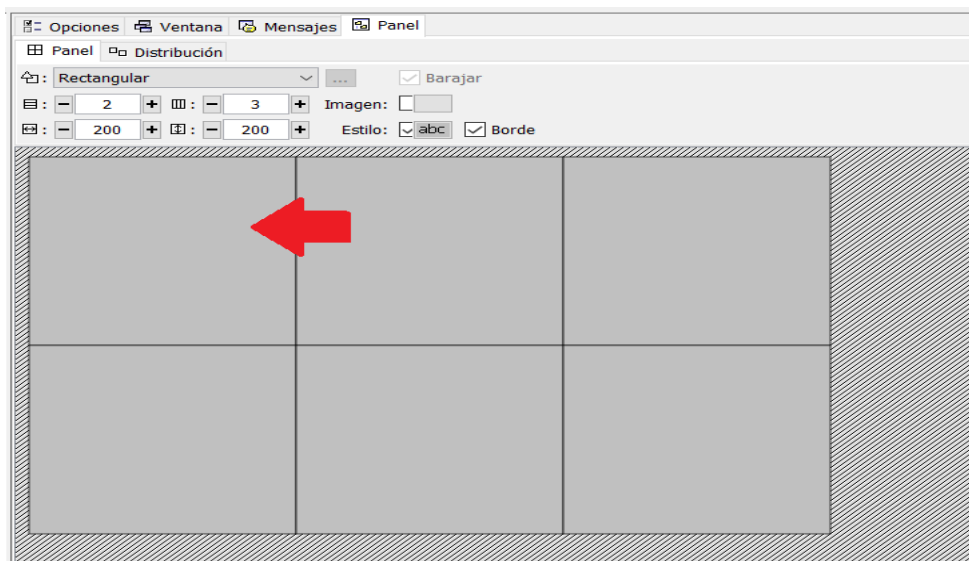 Opciones Ventana Mensajes Panel
Panel Distribución
: Rectangular ... Barajar
: − 2 + : − 3 + Imagen:
: − 200 + : − 200 + Estilo: abc Borde